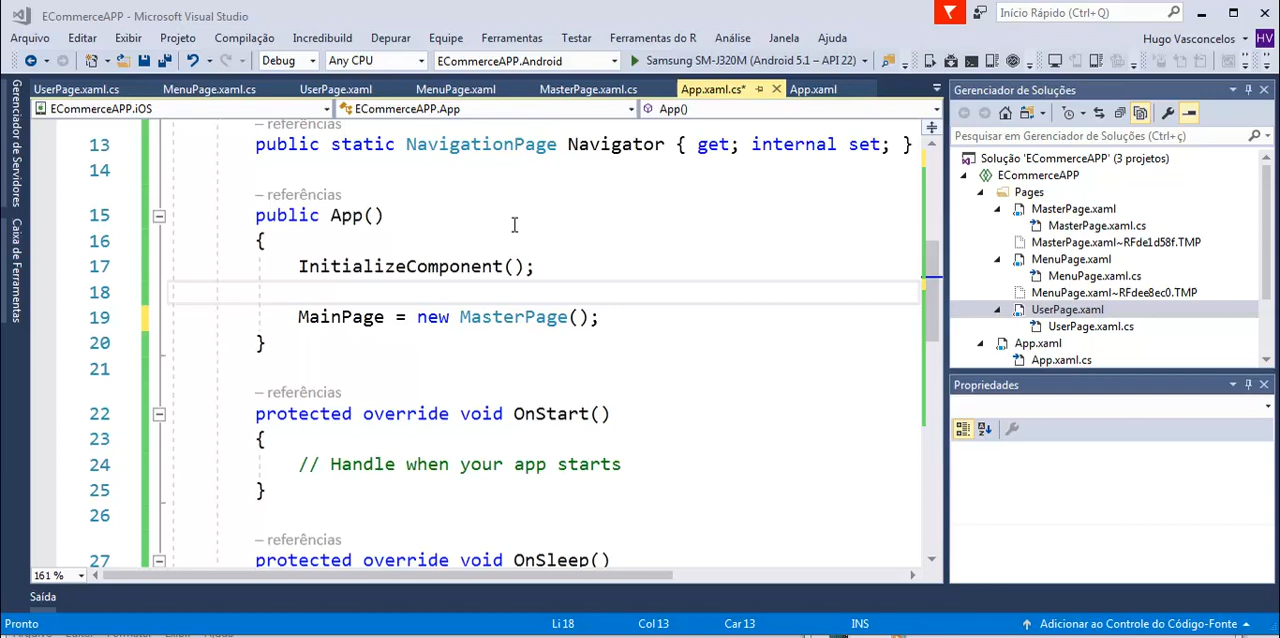 ECommerceAPP - Microsoft Visual Studio
Início Rápido (Ctrl+Q)
Arquivo Editar Exibir Projeto Compilação Incredibuild Depurar Equipe Ferramentas Testar Ferramentas do R Análise Janela Ajuda
Hugo Vasconcelos HV
Debug Any CPU ECommerceAPP.Android Samsung SM-J320M (Android 5.1 – API 22)
UserPage.xaml.cs MenuPage.xaml.cs UserPage.xaml MenuPage.xaml MasterPage.xaml.cs App.xaml.cs* App.xaml
ECommerceAPP.iOS ECommerceAPP.App App()
Gerenciador de Servidores
Caixa de Ferramentas
– referências
13 public static NavigationPage Navigator { get; internal set; }
14
– referências
15 public App()
16 {
17 InitializeComponent();
18
19 MainPage = new MasterPage();
20 }
21
– referências
22 protected override void OnStart()
23 {
24 // Handle when your app starts
25 }
26
– referências
27 protected override void OnSleep()
161 %
Gerenciador de Soluções
Pesquisar em Gerenciador de Soluções (Ctrl+ç)
Solução 'ECommerceAPP' (3 projetos)
ECommerceAPP
Pages
MasterPage.xaml
MasterPage.xaml.cs
MasterPage.xaml~RFde1d58f.TMP
MenuPage.xaml
MenuPage.xaml.cs
MenuPage.xaml~RFdee8ec0.TMP
UserPage.xaml
UserPage.xaml.cs
App.xaml
App.xaml.cs
Propriedades
Saída
Pronto Li 18 Col 13 Car 13 INS Adicionar ao Controle do Código-Fonte